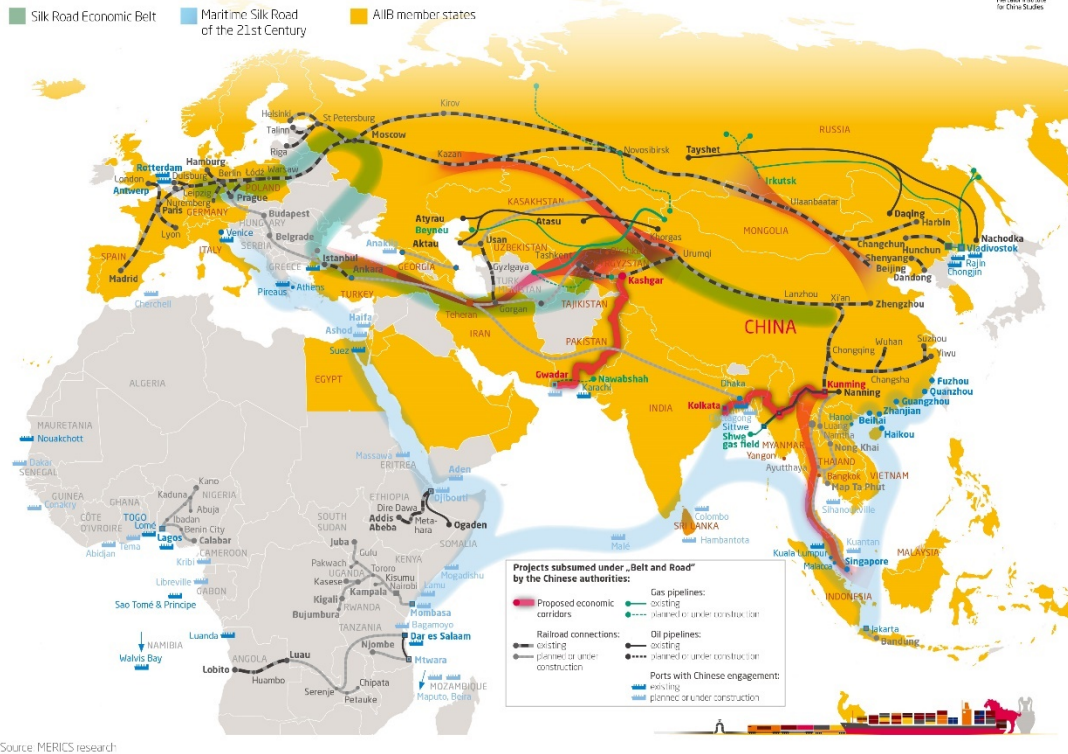 Silk Road Economic Belt
Maritime Silk Road
of the 21st Century
AIIB member states
for China Studies
Kirov
Helsinki
St Petersburg
Talinn
Moscow
Riga
RUSSIA
Kazan
Novosibirsk
Tayshet
Rotterdam
Hamburg
London
Duisburg
Berlin
Łódź
Warsaw
Antwerp
Leipzig
POLAND
Prague
Nuremberg
Paris
GERMANY
Lyon
Budapest
HUNGARY
Venice
Belgrade
SERBIA
ITALY
SPAIN
Madrid
GREECE
Istanbul
Ankara
Anaklia
GEORGIA
Piraeus
Athens
TURKEY
Cherchell
Irkutsk
Ulaanbaatar
KASAKHSTAN
Atyrau
Beyneu
Atasu
Aktau
Usan
UZBEKISTAN
Khorgas
MONGOLIA
Daqing
Harbin
Changchun
Hunchun
Nachodka
Vladivostok
Shenyang
Rajin
Beijing
Chongjin
Dandong
Tashkent
Urumqi
Gyzlgaya
Kashgar
Gorgan
TAJIKISTAN
Teheran
IRAN
Lanzhou
Xi'an
Zhengzhou
CHINA
Haifa
Ashod
Suez
EGYPT
PAKISTAN
Gwadar
Nawabshah
Karachi
Chongqing
Wuhan
Suzhou
Yiwu
Changsha
Dhaka
Kunming
Nanning
Fuzhou
Quanzhou
Guangzhou
Zhanjian
Beihai
Haikou
Kolkata
INDIA
Sittwe
Shwe
gas field
MYANMAR
Yangon
Hanoi
Luang
Namtha
Nong Khai
Ayutthaya
THAILAND
Bangkok
Map Ta Phut
VIETNAM
Sihanoukville
ALGERIA
MAURETANIA
Nouakchott
Dakar
SENEGAL
GUINEA
Conakry
CÔTE
D'IVOIRE
Abidjan
GHANA
Tema
TOGO
Lomé
Lagos
Kano
Kaduna
NIGERIA
Abuja
Ibadan
Benin City
Calabar
CAMEROON
Kribi
Libreville
GABON
Sao Tomé & Principe
Massawa
ERITREA
Aden
Djibouti
ETHIOPIA
Dire Dawa
Addis
Abeba
Meta-
hara
Ogaden
SOUTH
SUDAN
Juba
Gulu
Pakwach
UGANDA
Tororo
KENYA
SOMALIA
Kasese
Kampala
Kisumu
Nairobi
Mogadishu
Lamu
Kigali
RWANDA
Bujumbura
Mombasa
Bagamoyo
TANZANIA
Dar es Salaam
Njombe
Mtwara
Luanda
NAMIBIA
Walvis Bay
ANGOLA
Lobito
Huambo
Luau
Chipata
Serenje
Petauke
MOZAMBIQUE
Maputo, Beira
Colombo
SRI LANKA
Hambantota
Malé
Kuala Lumpur
Kuantan
Malacca
Singapore
MALAYSIA
INDONESIA
Jakarta
Bandung
Projects subsumed under „Belt and Road"
by the Chinese authorities:
Proposed economic
corridors
Railroad connections:
existing
planned or under
construction
Gas pipelines:
existing
planned or under construction
Oil pipelines:
existing
planned or under construction
Ports with Chinese engagement:
existing
planned or under construction
Source: MERICS research